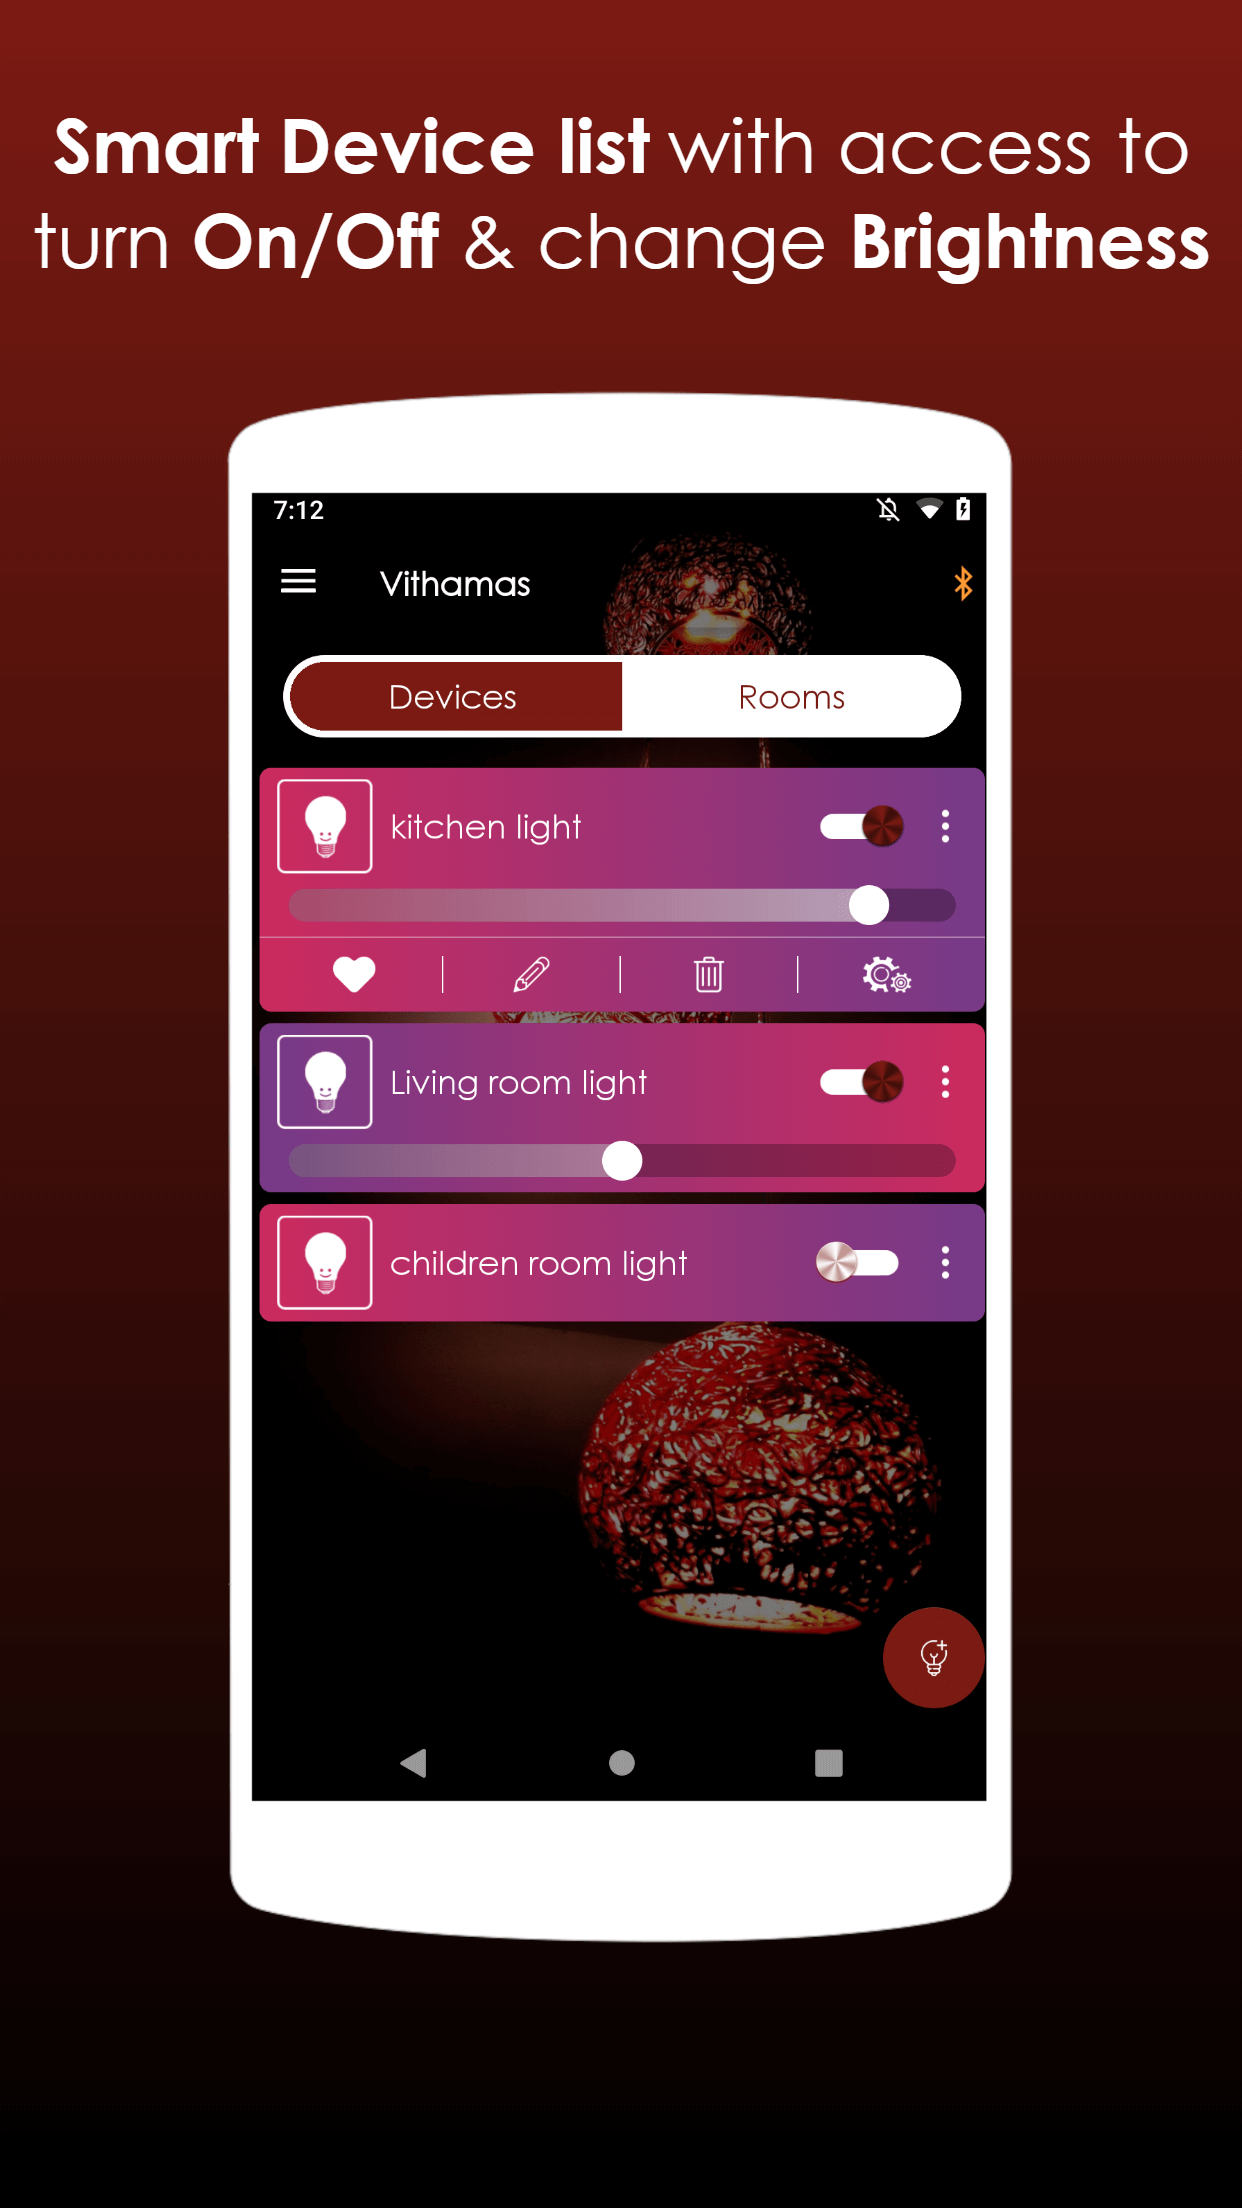 Smart Device list with access to
turn On/Off & change Brightness
7:12
Vithamas
Devices Rooms
kitchen light
Living room light
children room light